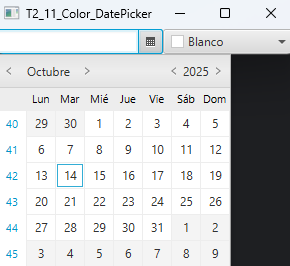 T2_11_Color_DatePicker
Blanco
Octubre 2025
Lun Mar Mié Jue Vie Sáb Dom
40 29 30 1 2 3 4 5
41 6 7 8 9 10 11 12
42 13 14 15 16 17 18 19
43 20 21 22 23 24 25 26
44 27 28 29 30 31 1 2
45 3 4 5 6 7 8 9